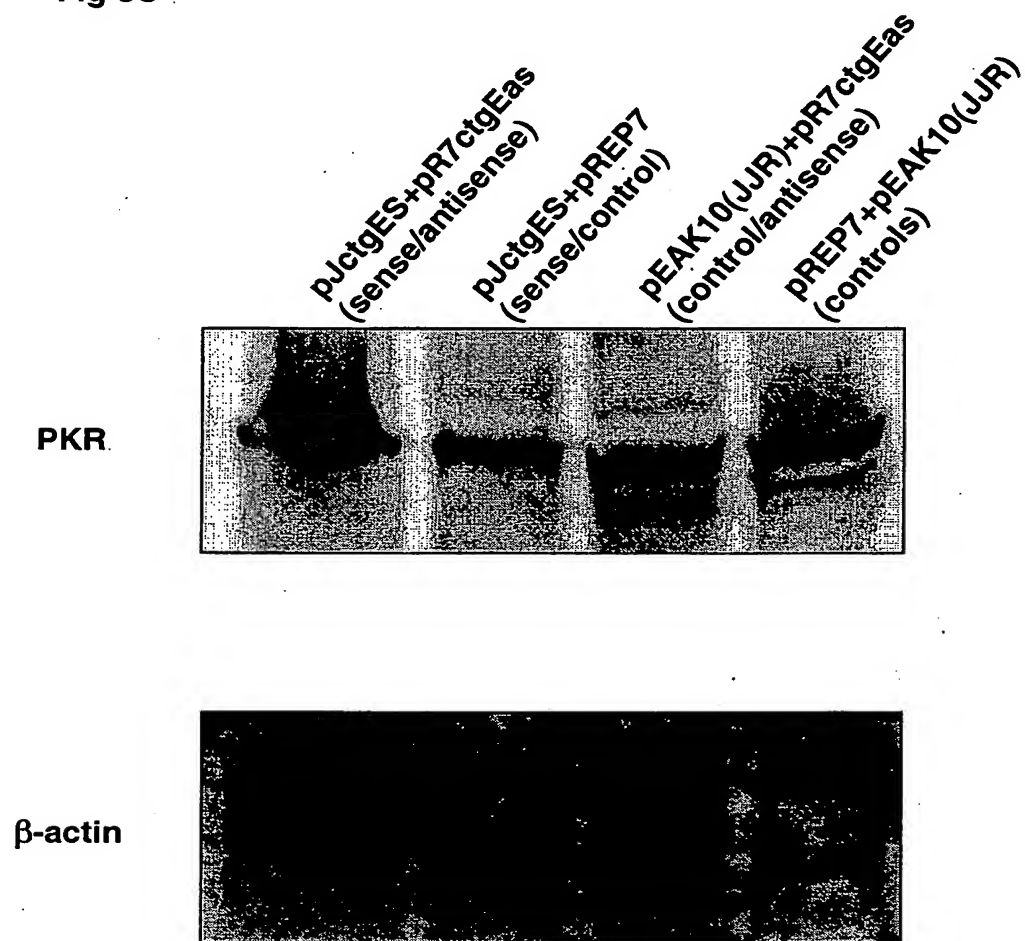 pJctgES+pR7ctgEas
(sense/antisense)
pJctgES+pREP7
(sense/control)
pEAK10(JJR)+pR7ctgEas
(control/antisense)
pREP7+pEAK10(JJR)
(controls)
PKR
β-actin